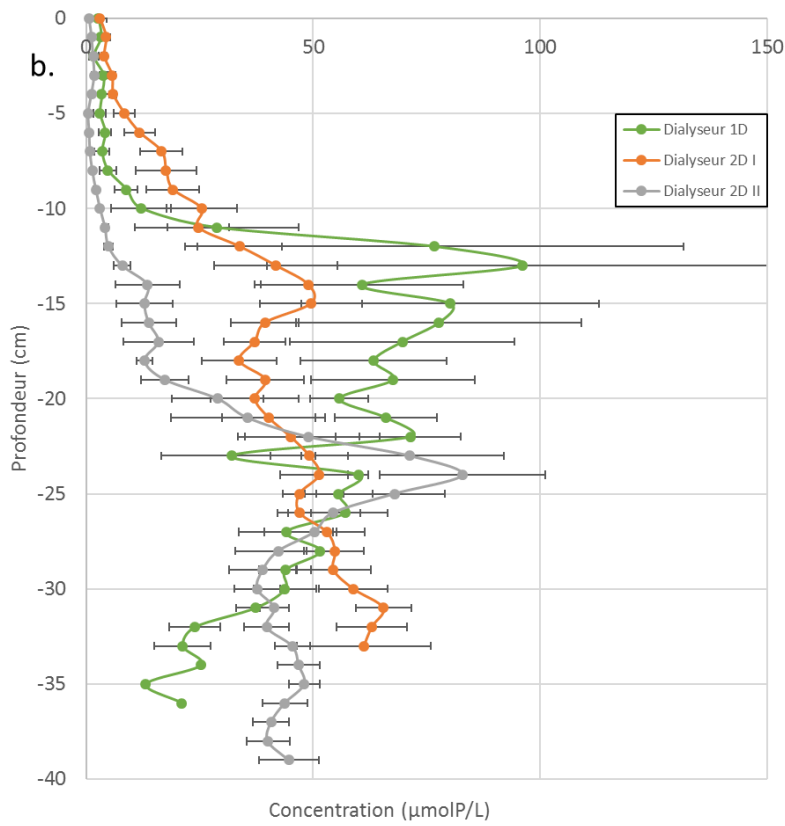 0
0 50 100 150
b.
-5
Dialyseur 1D
Dialyseur 2D I
Dialyseur 2D II
-10
-15
-20
-25
-30
-35
-40
Profondeur (cm)
Concentration (µmolP/L)